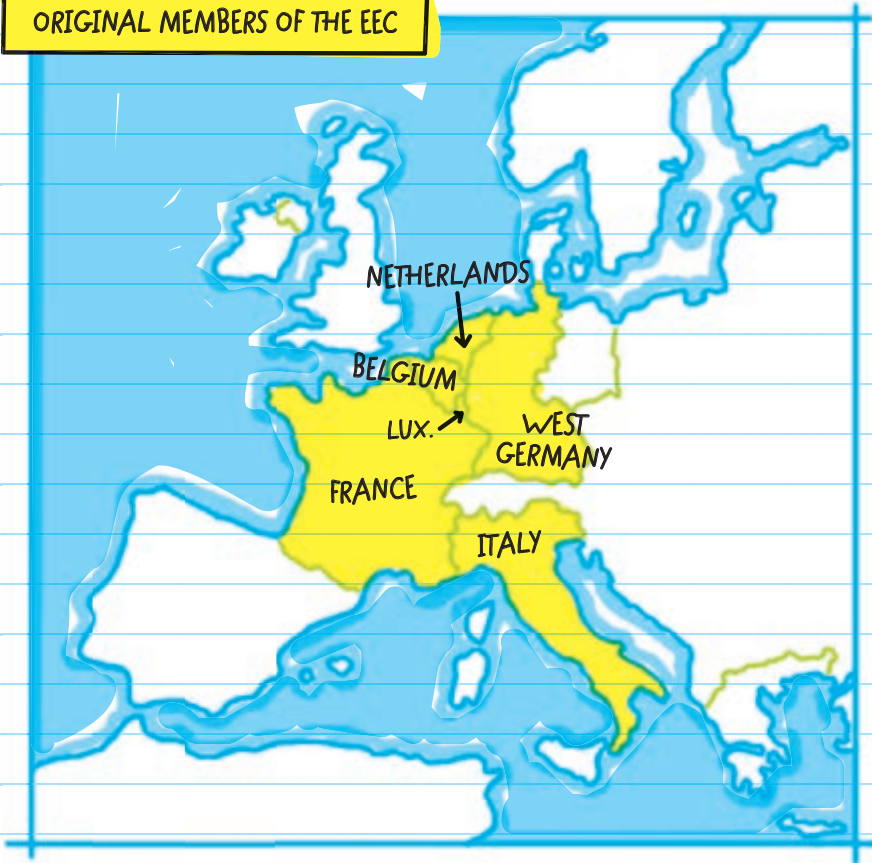 ORIGINAL MEMBERS OF THE EEC
NETHERLANDS
BELGIUM
LUX.
WEST
GERMANY
FRANCE
ITALY